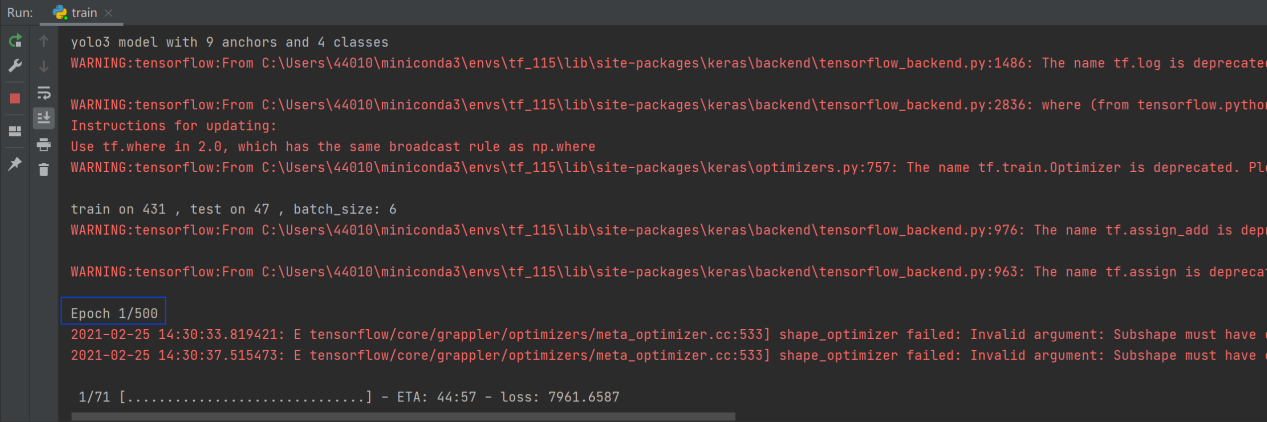 Run: train
yolo3 model with 9 anchors and 4 classes
WARNING:tensorflow:From C:\Users\44010\miniconda3\envs\tf_115\lib\site-packages\keras\backend\tensorflow_backend.py:1486: The name tf.log is deprecate
WARNING:tensorflow:From C:\Users\44010\miniconda3\envs\tf_115\lib\site-packages\keras\backend\tensorflow_backend.py:2836: where (from tensorflow.pytho
Instructions for updating:
Use tf.where in 2.0, which has the same broadcast rule as np.where
WARNING:tensorflow:From C:\Users\44010\miniconda3\envs\tf_115\lib\site-packages\keras\optimizers.py:757: The name tf.train.Optimizer is deprecated. Pl
train on 431 , test on 47 , batch_size: 6
WARNING:tensorflow:From C:\Users\44010\miniconda3\envs\tf_115\lib\site-packages\keras\backend\tensorflow_backend.py:976: The name tf.assign_add is dep
WARNING:tensorflow:From C:\Users\44010\miniconda3\envs\tf_115\lib\site-packages\keras\backend\tensorflow_backend.py:963: The name tf.assign is depreca
Epoch 1/500
2021-02-25 14:30:33.819421: E tensorflow/core/grappler/optimizers/meta_optimizer.cc:533] shape_optimizer failed: Invalid argument: Subshape must have
2021-02-25 14:30:37.515473: E tensorflow/core/grappler/optimizers/meta_optimizer.cc:533] shape_optimizer failed: Invalid argument: Subshape must have
1/71 [..............................] - ETA: 44:57 - loss: 7961.6587